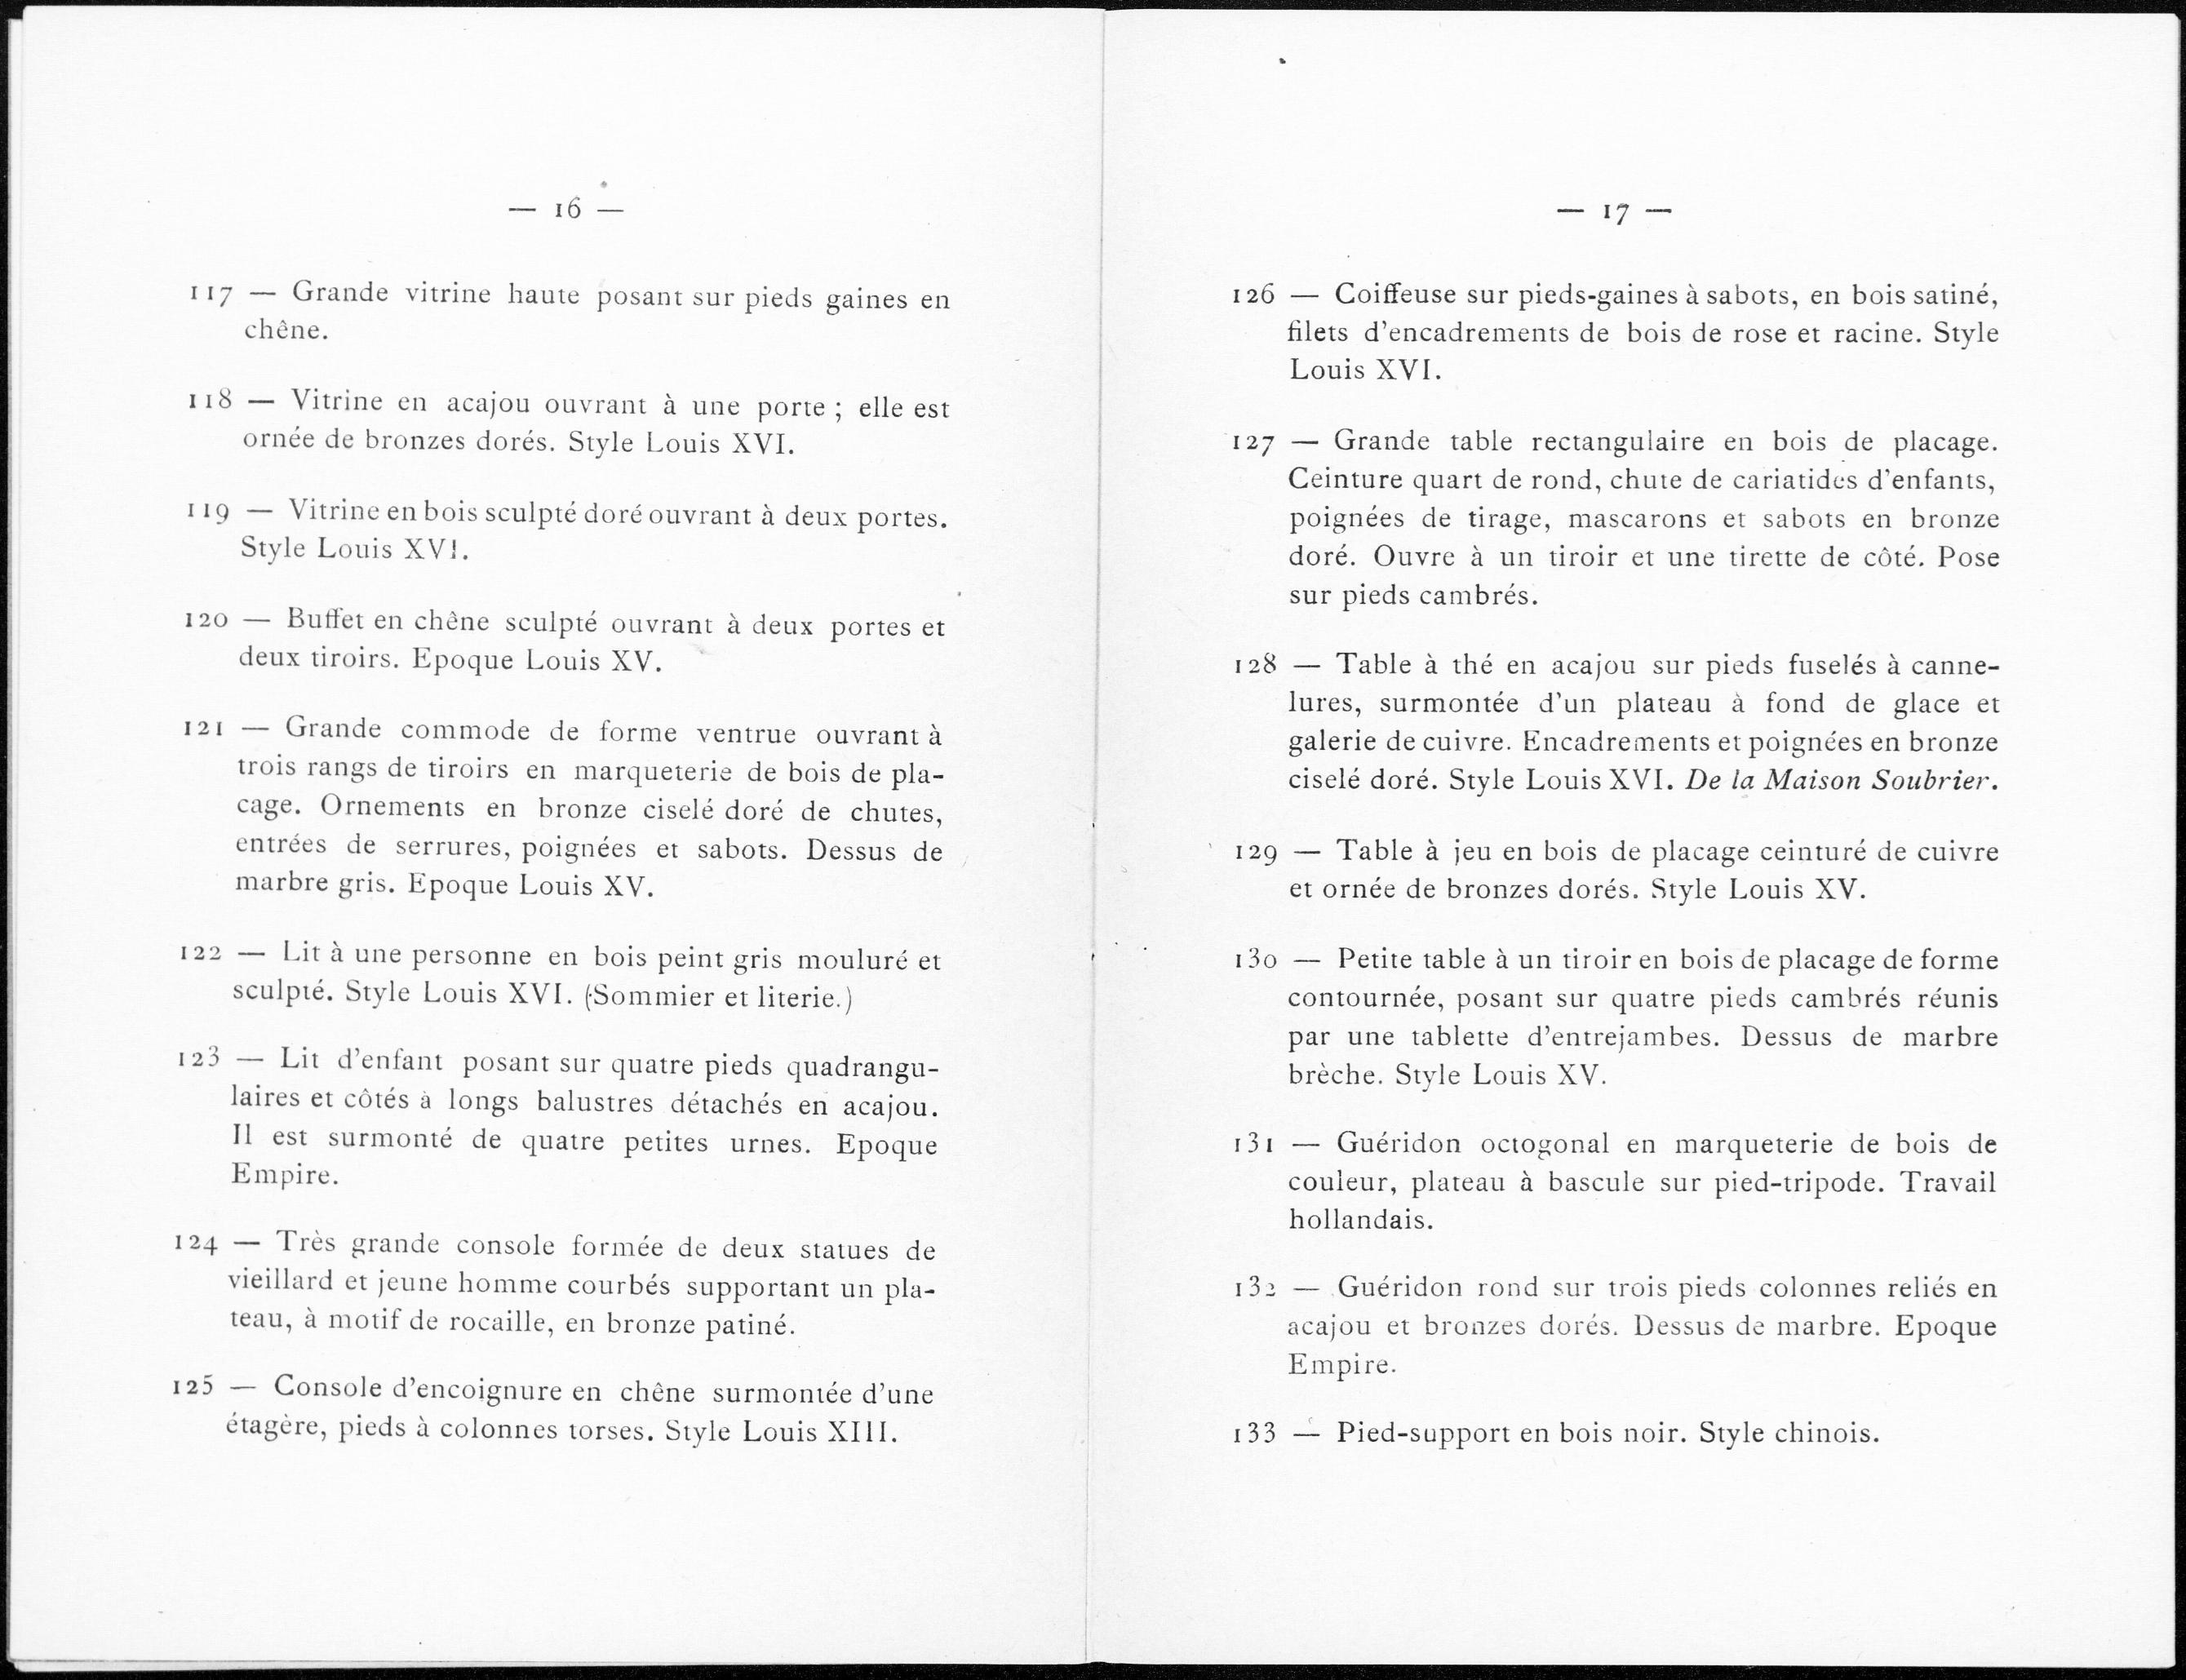 — 16 —
117 — Grande vitrine haute posant sur pieds gaines en
chêne.
118 — Vitrine en acajou ouvrant à une porte ; elle est
ornée de bronzes dorés. Style Louis XVI.
119 — Vitrine en bois sculpté doré ouvrant à deux portes.
Style Louis XVI.
120 — Buffet en chêne sculpté ouvrant à deux portes et
deux tiroirs. Epoque Louis XV.
121 — Grande commode de forme ventrue ouvrant à
trois rangs de tiroirs en marqueterie de bois de pla-
cage. Ornements en bronze ciselé doré de chutes,
entrées de serrures, poignées et sabots. Dessus de
marbre gris. Epoque Louis XV.
122 — Lit à une personne en bois peint gris mouluré et
sculpté. Style Louis XVI. (Sommier et literie.)
123 — Lit d'enfant posant sur quatre pieds quadrangu-
laires et côtés à longs balustres détachés en acajou.
Il est surmonté de quatre petites urnes. Epoque
Empire.
124 — Très grande console formée de deux statues de
vieillard et jeune homme courbés supportant un pla-
teau, à motif de rocaille, en bronze patiné.
125 — Console d'encoignure en chêne surmontée d'une
étagère, pieds à colonnes torses. Style Louis XIII.
— 17 —
126 — Coiffeuse sur pieds-gaines à sabots, en bois satiné,
filets d'encadrements de bois de rose et racine. Style
Louis XVI.
127 — Grande table rectangulaire en bois de placage.
Ceinture quart de rond, chute de cariatides d'enfants,
poignées de tirage, mascarons et sabots en bronze
doré. Ouvre à un tiroir et une tirette de côté. Pose
sur pieds cambrés.
128 — Table à thé en acajou sur pieds fuselés à canne-
lures, surmontée d'un plateau à fond de glace et
galerie de cuivre. Encadrements et poignées en bronze
ciselé doré. Style Louis XVI. De la Maison Soubrier.
129 — Table à jeu en bois de placage ceinturé de cuivre
et ornée de bronzes dorés. Style Louis XV.
130 — Petite table à un tiroir en bois de placage de forme
contournée, posant sur quatre pieds cambrés réunis
par une tablette d'entrejambes. Dessus de marbre
brèche. Style Louis XV.
131 — Guéridon octogonal en marqueterie de bois de
couleur, plateau à bascule sur pied-tripode. Travail
hollandais.
132 — Guéridon rond sur trois pieds colonnes reliés en
acajou et bronzes dorés. Dessus de marbre. Epoque
Empire.
133 — Pied-support en bois noir. Style chinois.